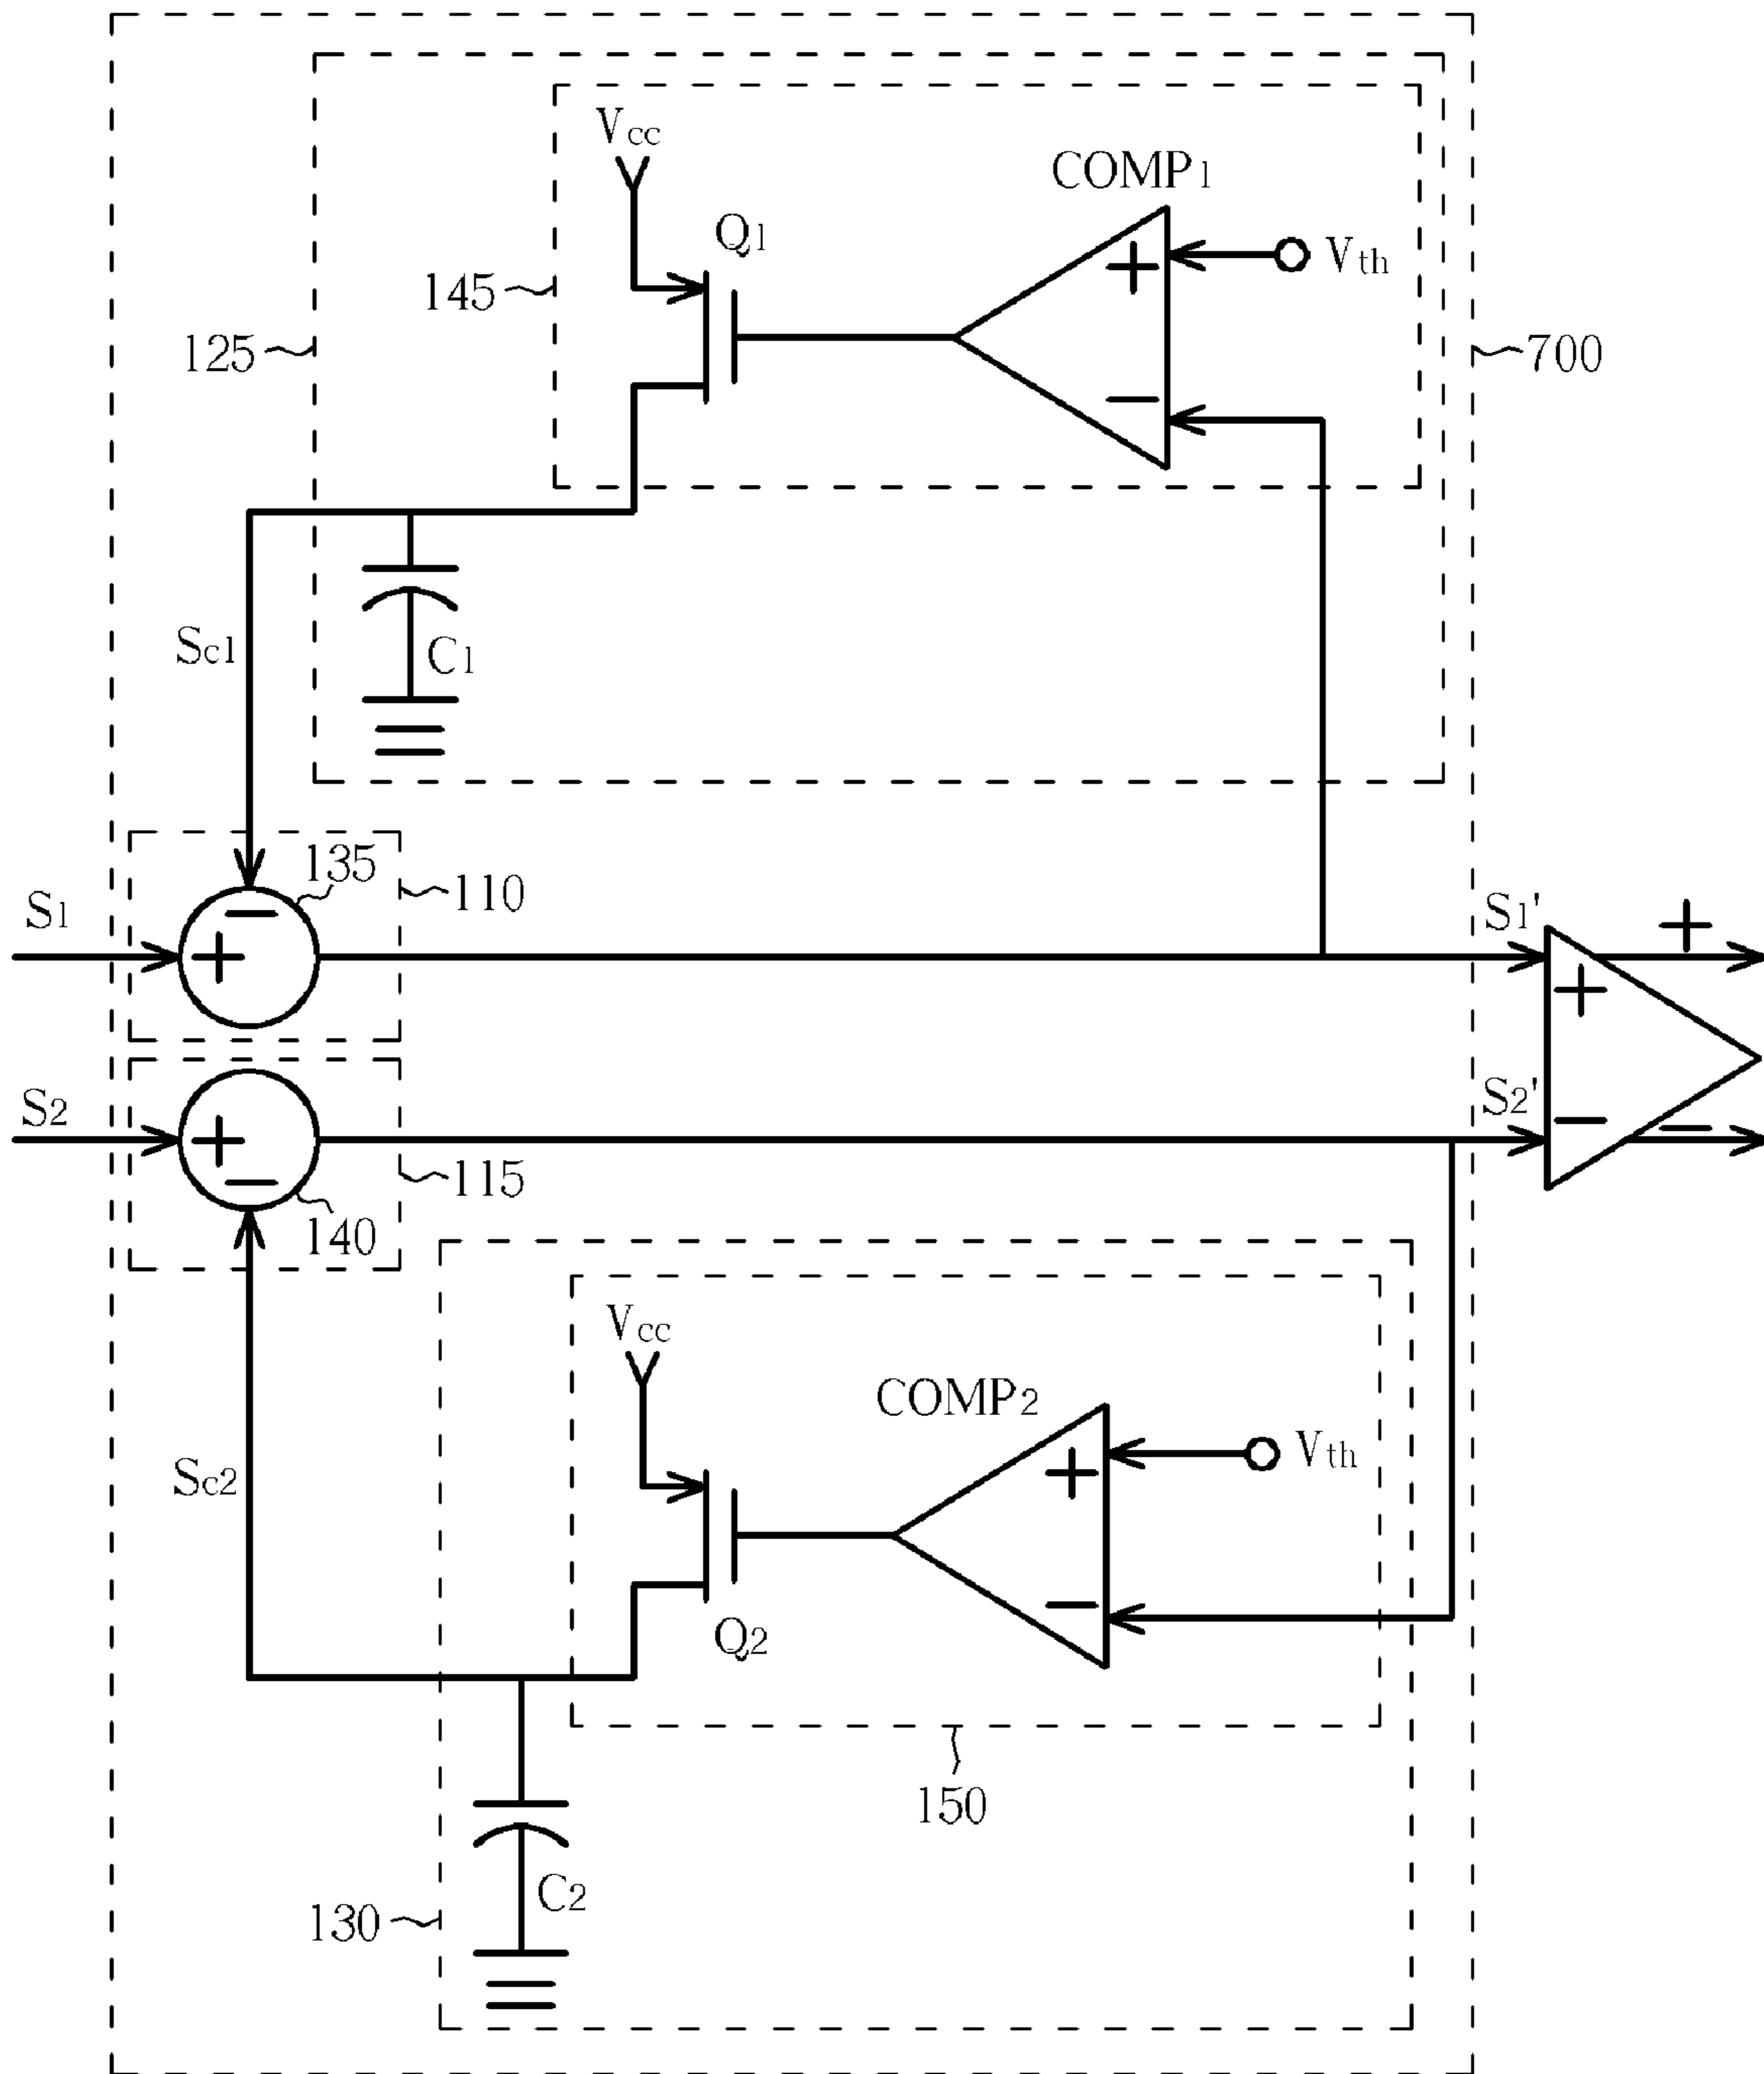 Vcc
COMP1
Q1
Vth
145
125
700
Sc1
C1
135
110
S1
S1'
+
+
−
−
+
+
S2
S2'
+
−
−
−
115
140
Vcc
COMP2
Vth
+
−
Sc2
Q2
150
C2
130